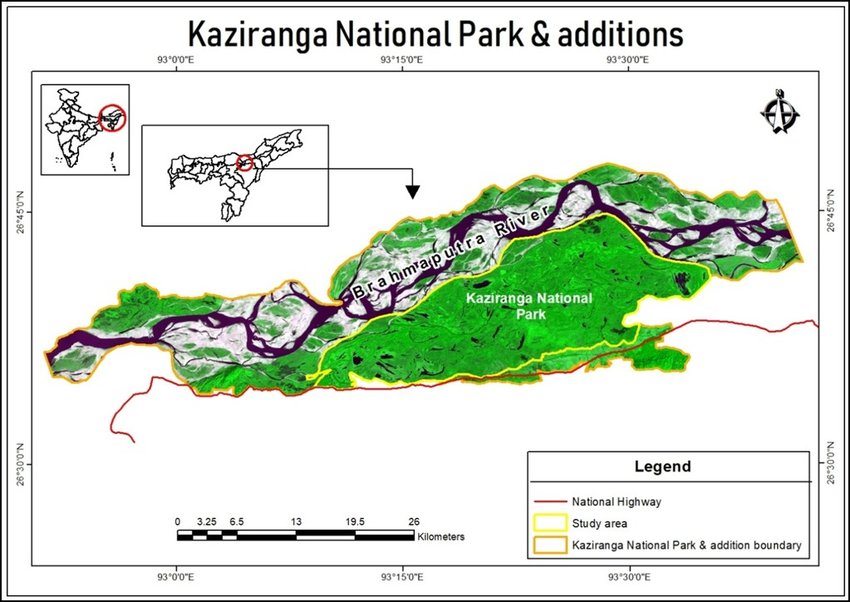 Kaziranga National Park & additions
93°0'0"E 93°15'0"E 93°30'0"E
26°45'0"N 26°45'0"N
Brahmaputra River
Kaziranga National
Park
26°30'0"N 26°30'0"N
Legend
National Highway
Study area
Kaziranga National Park & addition boundary
0 3.25 6.5 13 19.5 26
Kilometers
93°0'0"E 93°15'0"E 93°30'0"E